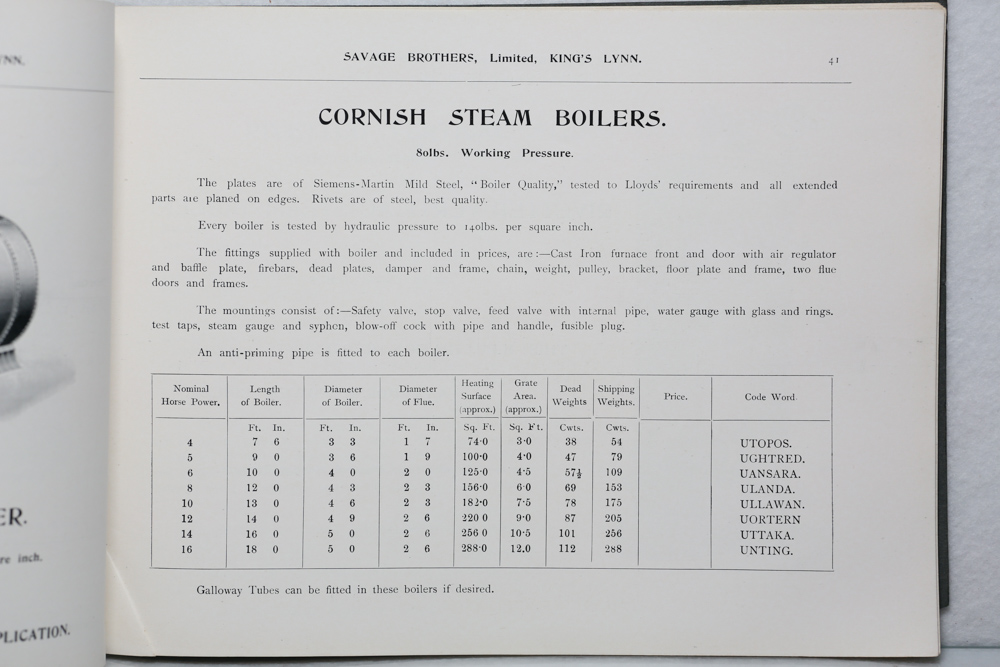 NN.
ER.
re inch.
PLICATION.
SAVAGE BROTHERS, Limited, KING'S LYNN.
41
CORNISH STEAM BOILERS.
80lbs. Working Pressure.
The plates are of Siemens-Martin Mild Steel, "Boiler Quality," tested to Lloyds' requirements and all extended
parts are planed on edges. Rivets are of steel, best quality.
Every boiler is tested by hydraulic pressure to 140lbs. per square inch.
The fittings supplied with boiler and included in prices, are :—Cast Iron furnace front and door with air regulator
and baffle plate, firebars, dead plates, damper and frame, chain, weight, pulley, bracket, floor plate and frame, two flue
doors and frames.
The mountings consist of :—Safety valve, stop valve, feed valve with internal pipe, water gauge with glass and rings,
test taps, steam gauge and syphon, blow-off cock with pipe and handle, fusible plug.
An anti-priming pipe is fitted to each boiler.
Nominal Horse Power. Length of Boiler. Diameter of Boiler. Diameter of Flue. Heating Surface (approx.) Grate Area. (approx.) Dead Weights Shipping Weights. Price. Code Word
Ft. In. Ft. In. Ft. In. Sq. Ft. Sq. Ft. Cwts. Cwts.
4 7 6 3 3 1 7 74·0 3·0 38 54 UTOPOS.
5 9 0 3 6 1 9 100·0 4·0 47 79 UGHTRED.
6 10 0 4 0 2 0 125·0 4·5 57½ 109 UANSARA.
8 12 0 4 3 2 3 156·0 6·0 69 153 ULANDA.
10 13 0 4 6 2 3 182·0 7·5 78 175 ULLAWAN.
12 14 0 4 9 2 6 220 0 9·0 87 205 UORTERN
14 16 0 5 0 2 6 256 0 10·5 101 256 UTTAKA.
16 18 0 5 0 2 6 288·0 12.0 112 288 UNTING.
Galloway Tubes can be fitted in these boilers if desired.